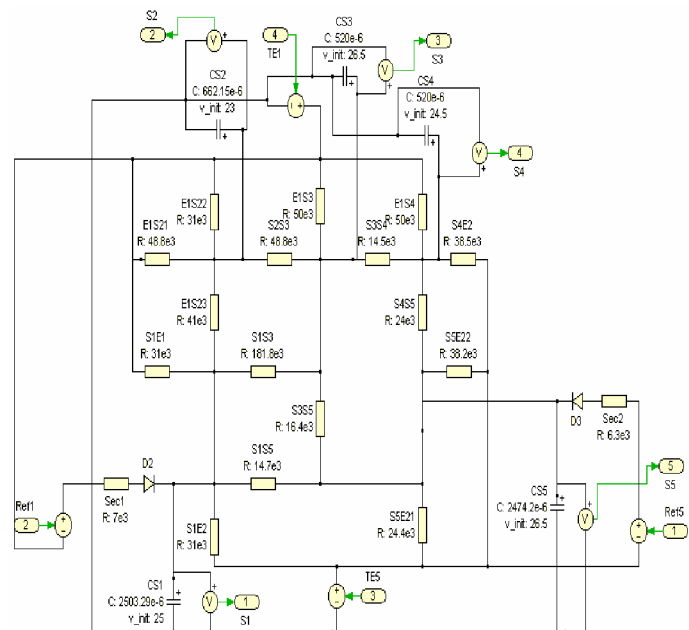 S2
2
V
+
4
TE1
CS3
C: 520e-6
v_init: 26.5
+
V
+
3
S3
CS2
C: 662.15e-6
v_init: 23
+
+
CS4
C: 520e-6
v_init: 24.5
+
V
+
4
S4
E1S22
R: 31e3
E1S3
R: 50e3
E1S4
R: 50e3
E1S21
R: 48.8e3
S2S3
R: 48.8e3
S3S4
R: 14.5e3
S4E2
R: 38.5e3
E1S23
R: 41e3
S4S5
R: 24e3
S1E1
R: 31e3
S1S3
R: 181.8e3
S5E22
R: 38.2e3
S3S5
R: 16.4e3
D3
Sec2
R: 6.3e3
D2
S1S5
R: 14.7e3
5
S5
Sec1
R: 7e3
Ref1
2
+
-
S1E2
R: 31e3
S5E21
R: 24.4e3
CS5
C: 2474.2e-6
v_init: 26.5
+
V
+
Ref5
1
+
-
CS1
C: 2503.29e-6
v_init: 25
+
V
+
1
S1
TE5
3
+
-